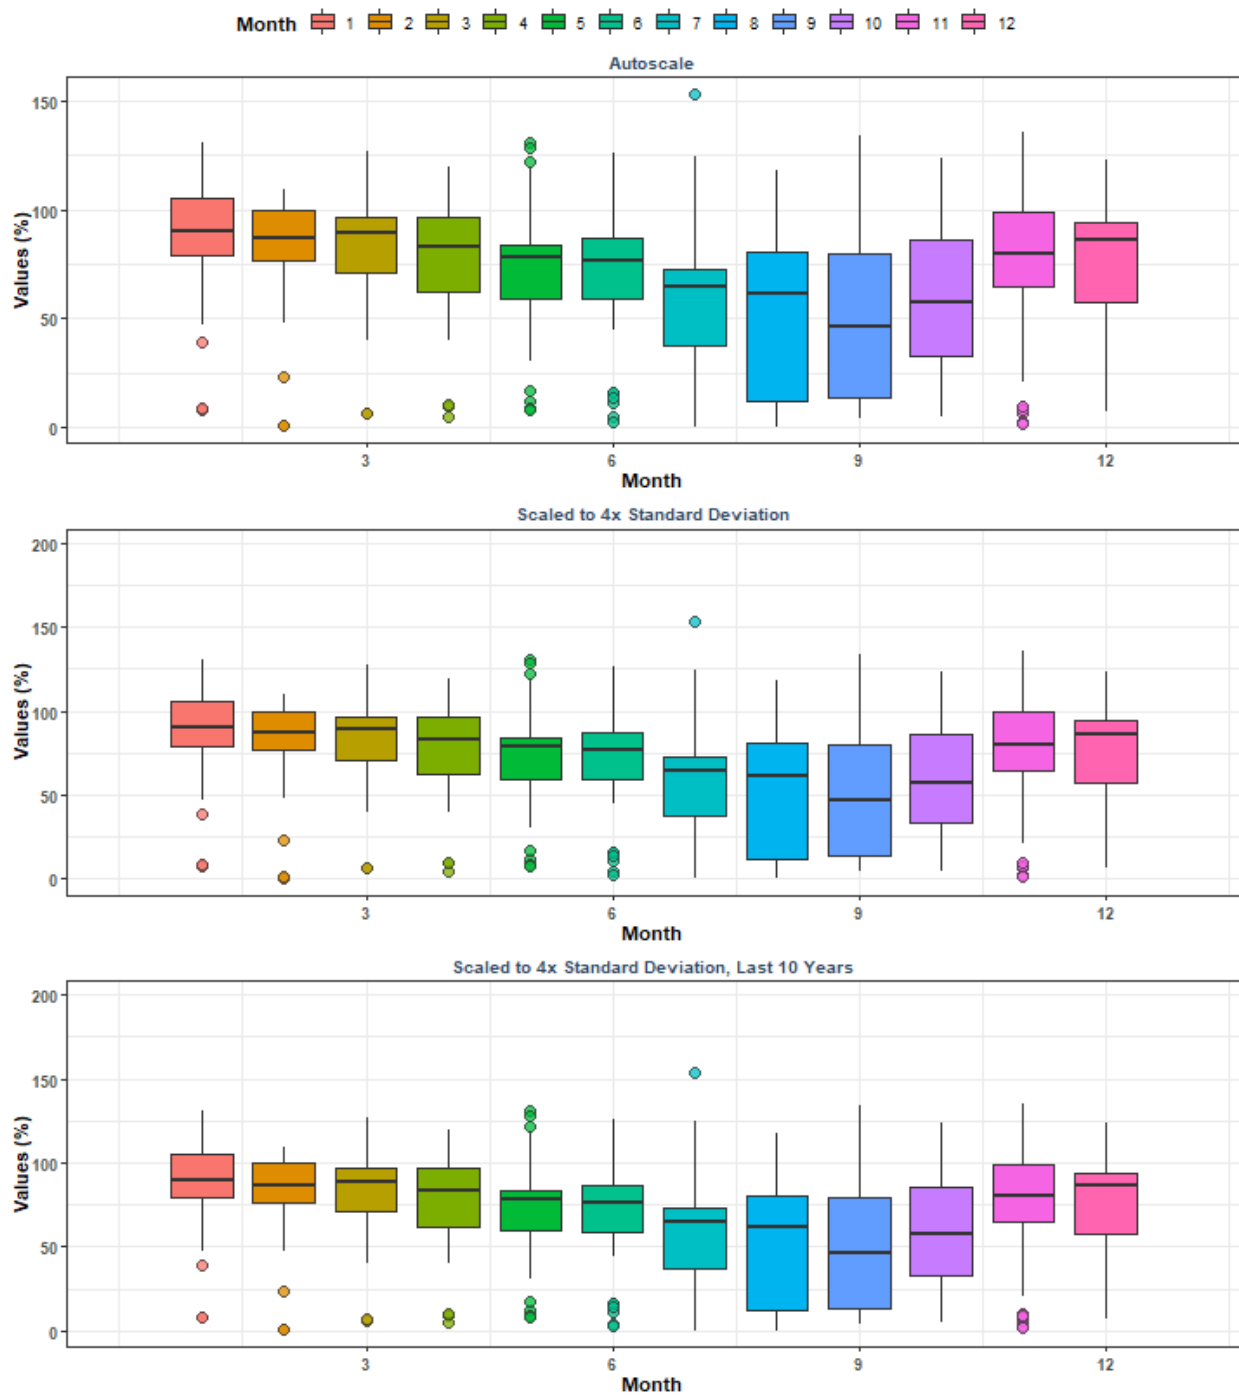 Month 1 2 3 4 5 6 7 8 9 10 11 12
Autoscale
Values (%)
150
100
50
0
3 6 9 12
Month
Scaled to 4x Standard Deviation
Values (%)
200
150
100
50
0
3 6 9 12
Month
Scaled to 4x Standard Deviation, Last 10 Years
Values (%)
200
150
100
50
0
3 6 9 12
Month